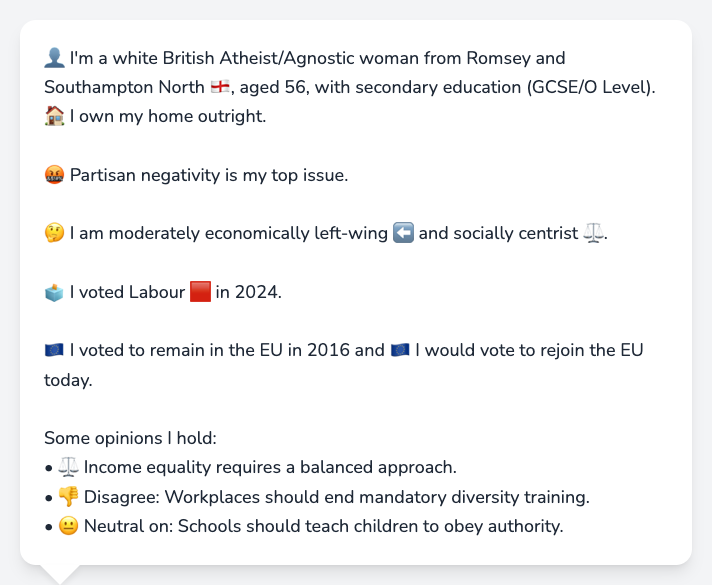 👤 I'm a white British Atheist/Agnostic woman from Romsey and
Southampton North 🏴󠁧󠁢󠁥󠁮󠁧󠁿, aged 56, with secondary education (GCSE/O Level).
🏠 I own my home outright.
🤬 Partisan negativity is my top issue.
🤔 I am moderately economically left-wing ⬅️ and socially centrist ⚖️.
🗳️ I voted Labour 🟥 in 2024.
🇪🇺 I voted to remain in the EU in 2016 and 🇪🇺 I would vote to rejoin the EU
today.
Some opinions I hold:
• ⚖️ Income equality requires a balanced approach.
• 👎 Disagree: Workplaces should end mandatory diversity training.
• 😐 Neutral on: Schools should teach children to obey authority.